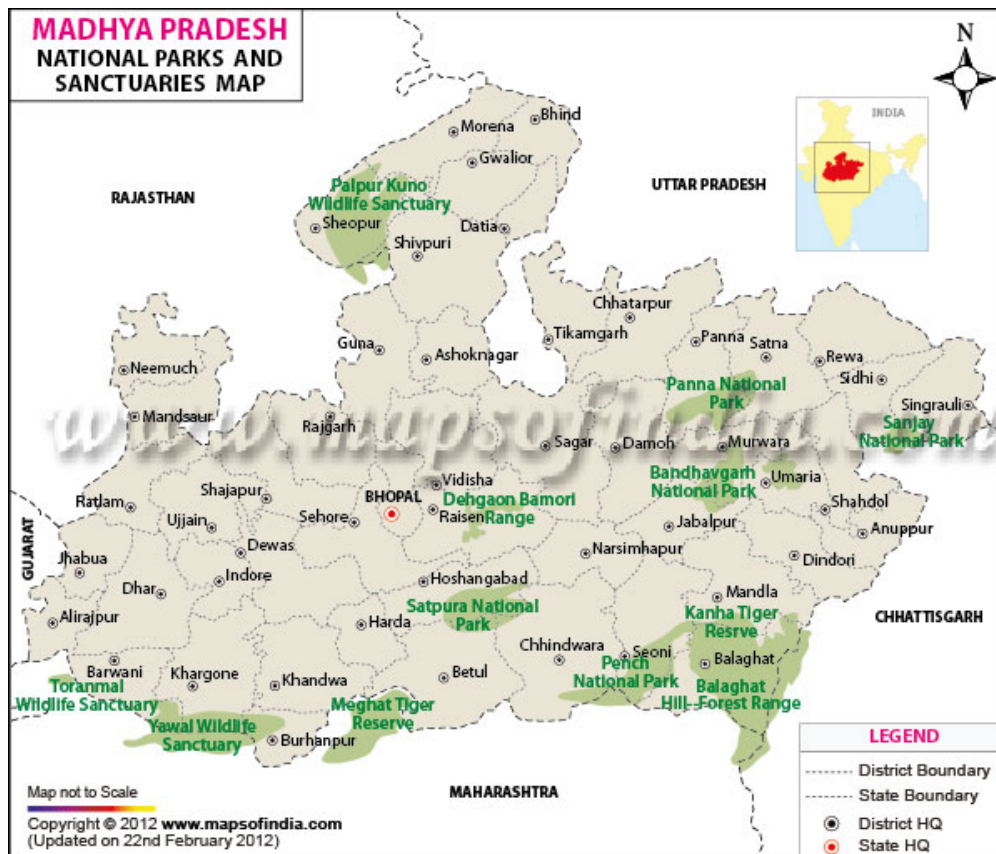 MADHYA PRADESH
NATIONAL PARKS AND
SANCTUARIES MAP
N
INDIA
RAJASTHAN
UTTAR PRADESH
Bhind
Morena
Gwalior
Palpur Kuno
Wildlife Sanctuary
Sheopur
Datia
Shivpuri
Chhatarpur
Tikamgarh
Panna
Satna
Guna
Ashoknagar
Rewa
Neemuch
Sidhi
Panna National
Park
Singrauli
Mandsaur
Rajgarh
www.mapsofindia.com
Sanjay
National Park
Sagar
Damoh
Murwara
Bandhavgarh
National Park
Umaria
Vidisha
BHOPAL
Dehgaon Bamori
Range
Raisen
Shajapur
Ratlam
Ujjain
Sehore
Shahdol
Jabalpur
Anuppur
GUJARAT
Dewas
Narsimhapur
Dindori
Jhabua
Indore
Hoshangabad
Dhar
Mandla
Satpura National
Park
Kanha Tiger
Resrve
CHHATTISGARH
Alirajpur
Harda
Chhindwara
Seoni
Barwani
Balaghat
Pench
National Park
Khargone
Khandwa
Betul
Toranmal
Wildlife Sanctuary
Balaghat
Hill--Forest Range
Meghat Tiger
Reserve
Yawal Wildlife
Sanctuary
Burhanpur
MAHARASHTRA
LEGEND
District Boundary
State Boundary
District HQ
State HQ
Map not to Scale
Copyright © 2012 www.mapsofindia.com
(Updated on 22nd February 2012)